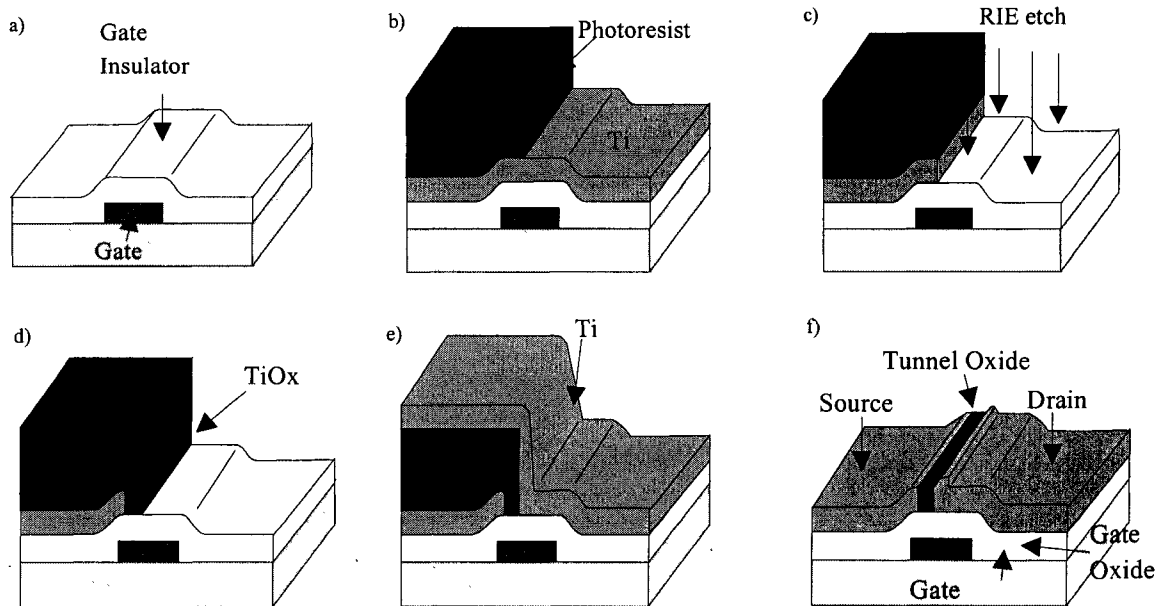 a)
Gate
Insulator
Gate
b)
Photoresist
Ti
c)
RIE etch
d)
TiOx
e)
Ti
f)
Tunnel Oxide
Source
Drain
Gate
Oxide
Gate